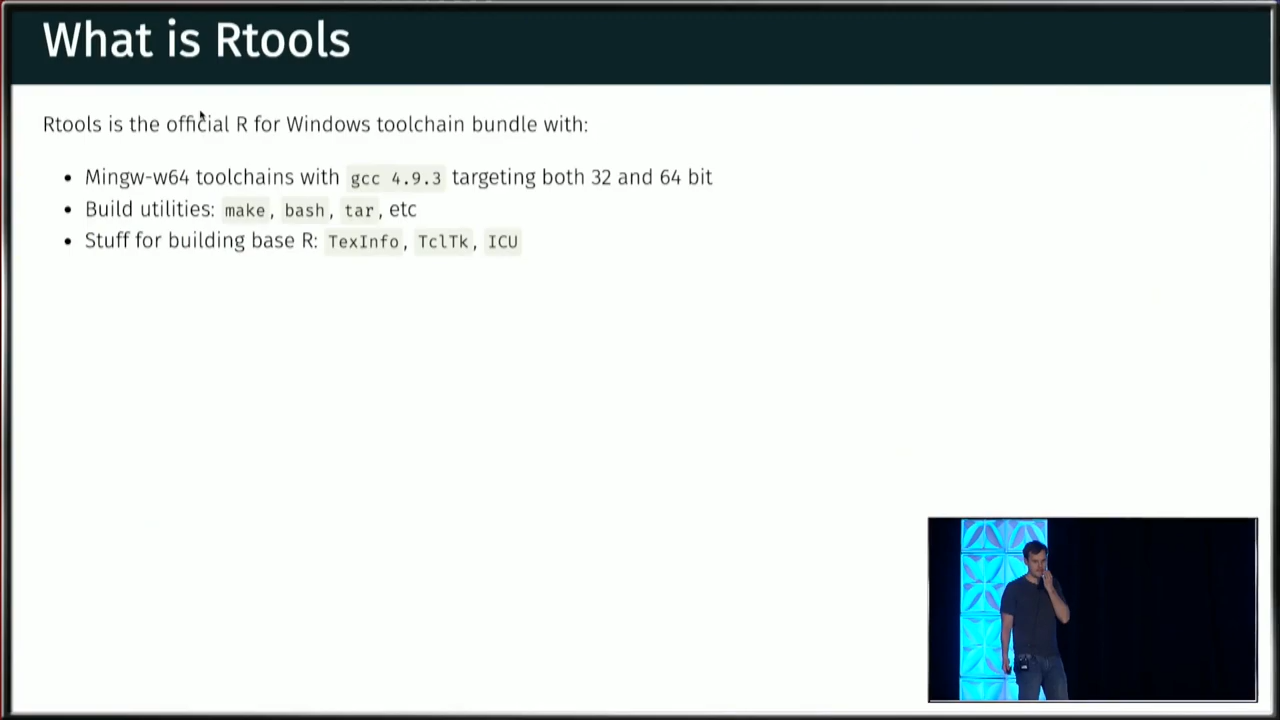 What is Rtools
Rtools is the official R for Windows toolchain bundle with:
• Mingw-w64 toolchains with gcc 4.9.3 targeting both 32 and 64 bit
• Build utilities: make, bash, tar, etc
• Stuff for building base R: TexInfo, TclTk, ICU